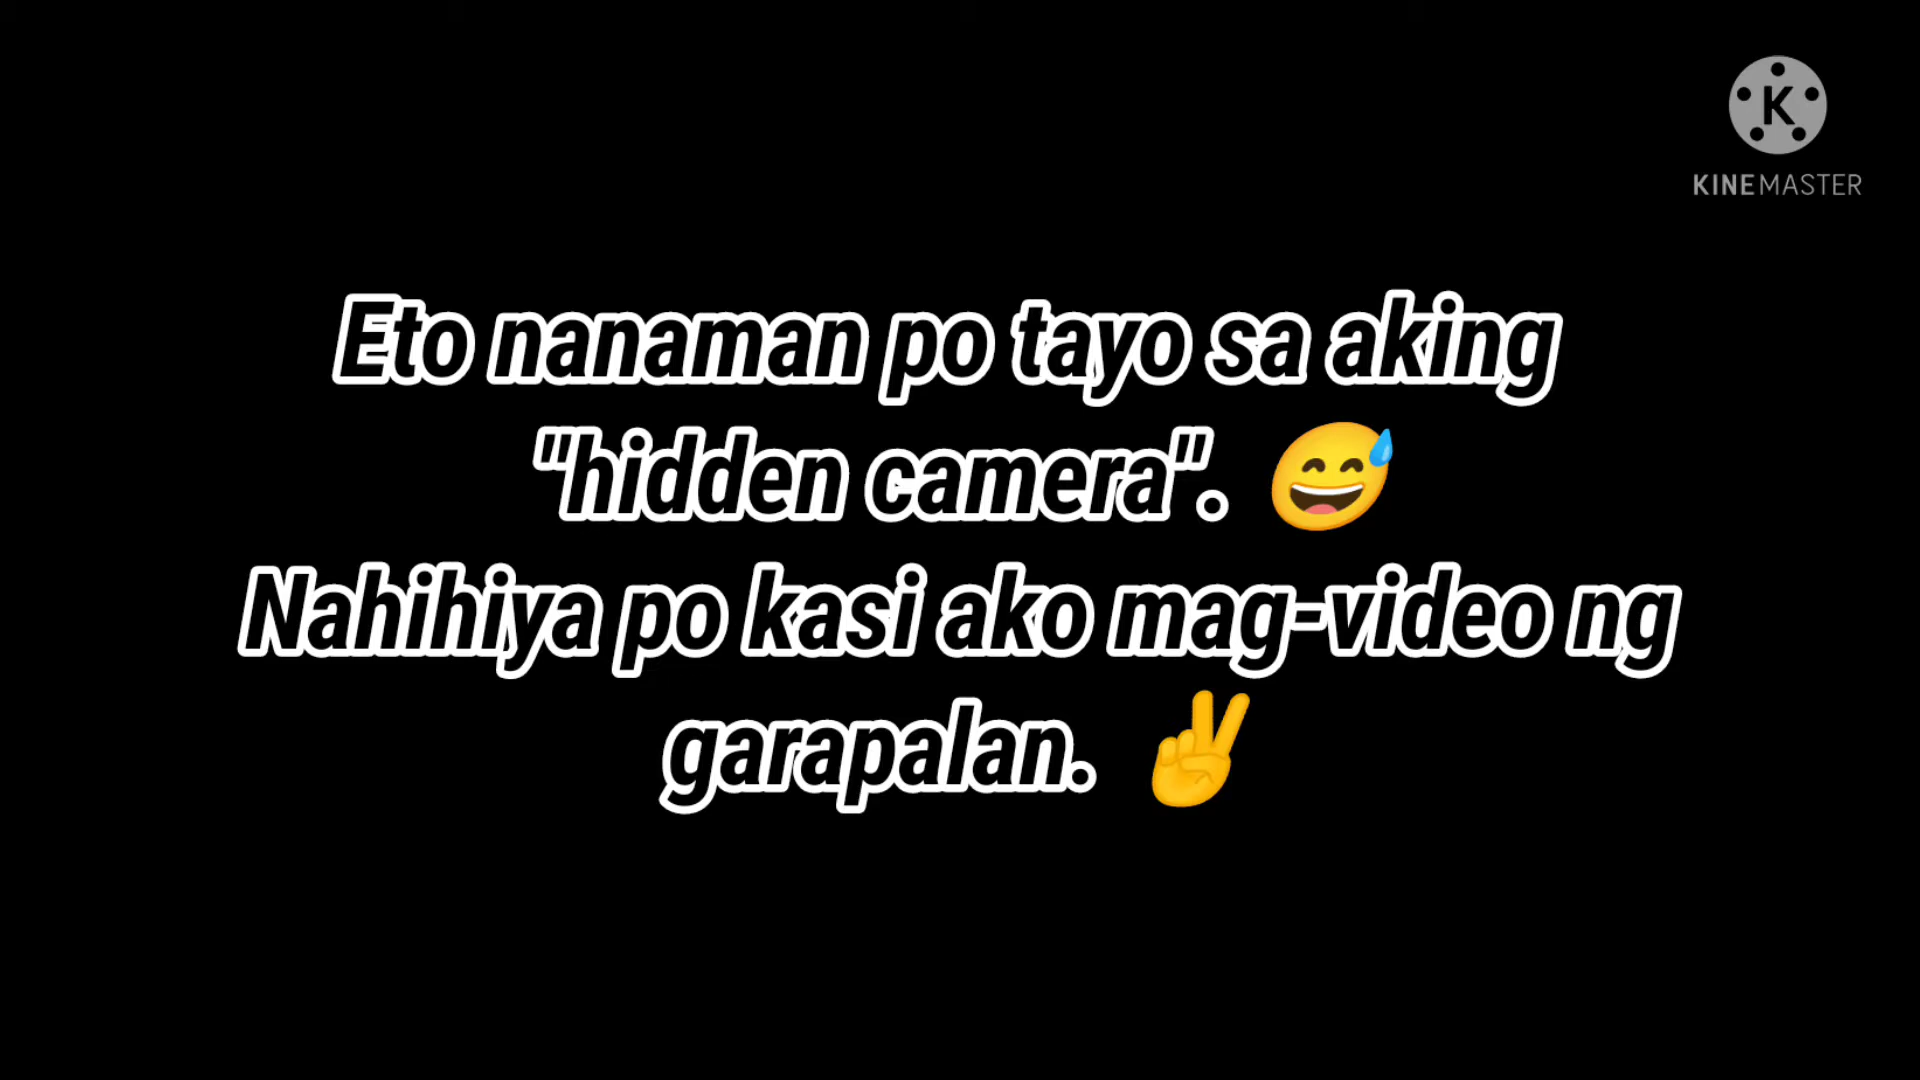 K
KINEMASTER
Eto nanaman po tayo sa aking
"hidden camera". 😅
Nahihiya po kasi ako mag-video ng
garapalan. ✌